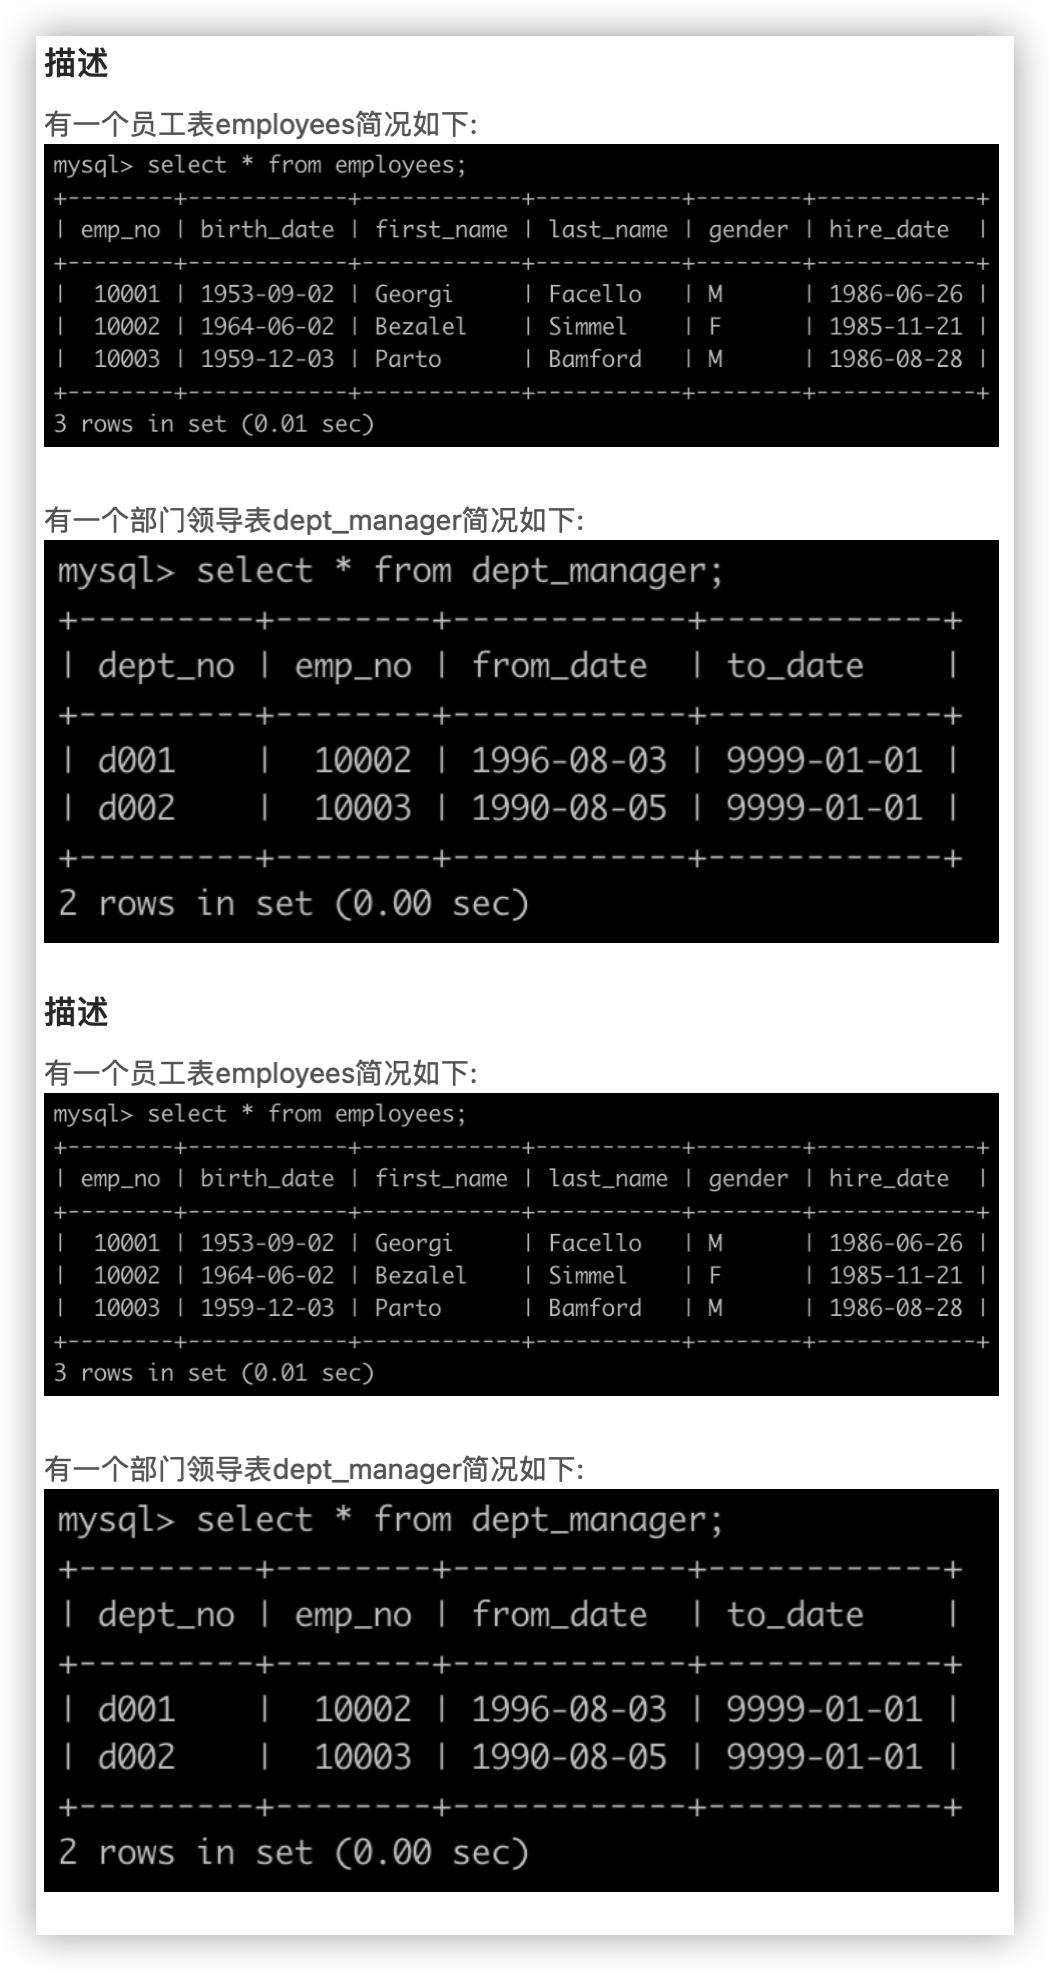 描述
有一个员工表employees简况如下:
mysql> select * from employees;
+--------+------------+------------+-----------+--------+------------+
| emp_no | birth_date | first_name | last_name | gender | hire_date  |
+--------+------------+------------+-----------+--------+------------+
|  10001 | 1953-09-02 | Georgi     | Facello   | M      | 1986-06-26 |
|  10002 | 1964-06-02 | Bezalel    | Simmel    | F      | 1985-11-21 |
|  10003 | 1959-12-03 | Parto      | Bamford   | M      | 1986-08-28 |
+--------+------------+------------+-----------+--------+------------+
3 rows in set (0.01 sec)
有一个部门领导表dept_manager简况如下:
mysql> select * from dept_manager;
+---------+--------+------------+------------+
| dept_no | emp_no | from_date  | to_date    |
+---------+--------+------------+------------+
| d001    |  10002 | 1996-08-03 | 9999-01-01 |
| d002    |  10003 | 1990-08-05 | 9999-01-01 |
+---------+--------+------------+------------+
2 rows in set (0.00 sec)
描述
有一个员工表employees简况如下:
mysql> select * from employees;
+--------+------------+------------+-----------+--------+------------+
| emp_no | birth_date | first_name | last_name | gender | hire_date  |
+--------+------------+------------+-----------+--------+------------+
|  10001 | 1953-09-02 | Georgi     | Facello   | M      | 1986-06-26 |
|  10002 | 1964-06-02 | Bezalel    | Simmel    | F      | 1985-11-21 |
|  10003 | 1959-12-03 | Parto      | Bamford   | M      | 1986-08-28 |
+--------+------------+------------+-----------+--------+------------+
3 rows in set (0.01 sec)
有一个部门领导表dept_manager简况如下:
mysql> select * from dept_manager;
+---------+--------+------------+------------+
| dept_no | emp_no | from_date  | to_date    |
+---------+--------+------------+------------+
| d001    |  10002 | 1996-08-03 | 9999-01-01 |
| d002    |  10003 | 1990-08-05 | 9999-01-01 |
+---------+--------+------------+------------+
2 rows in set (0.00 sec)